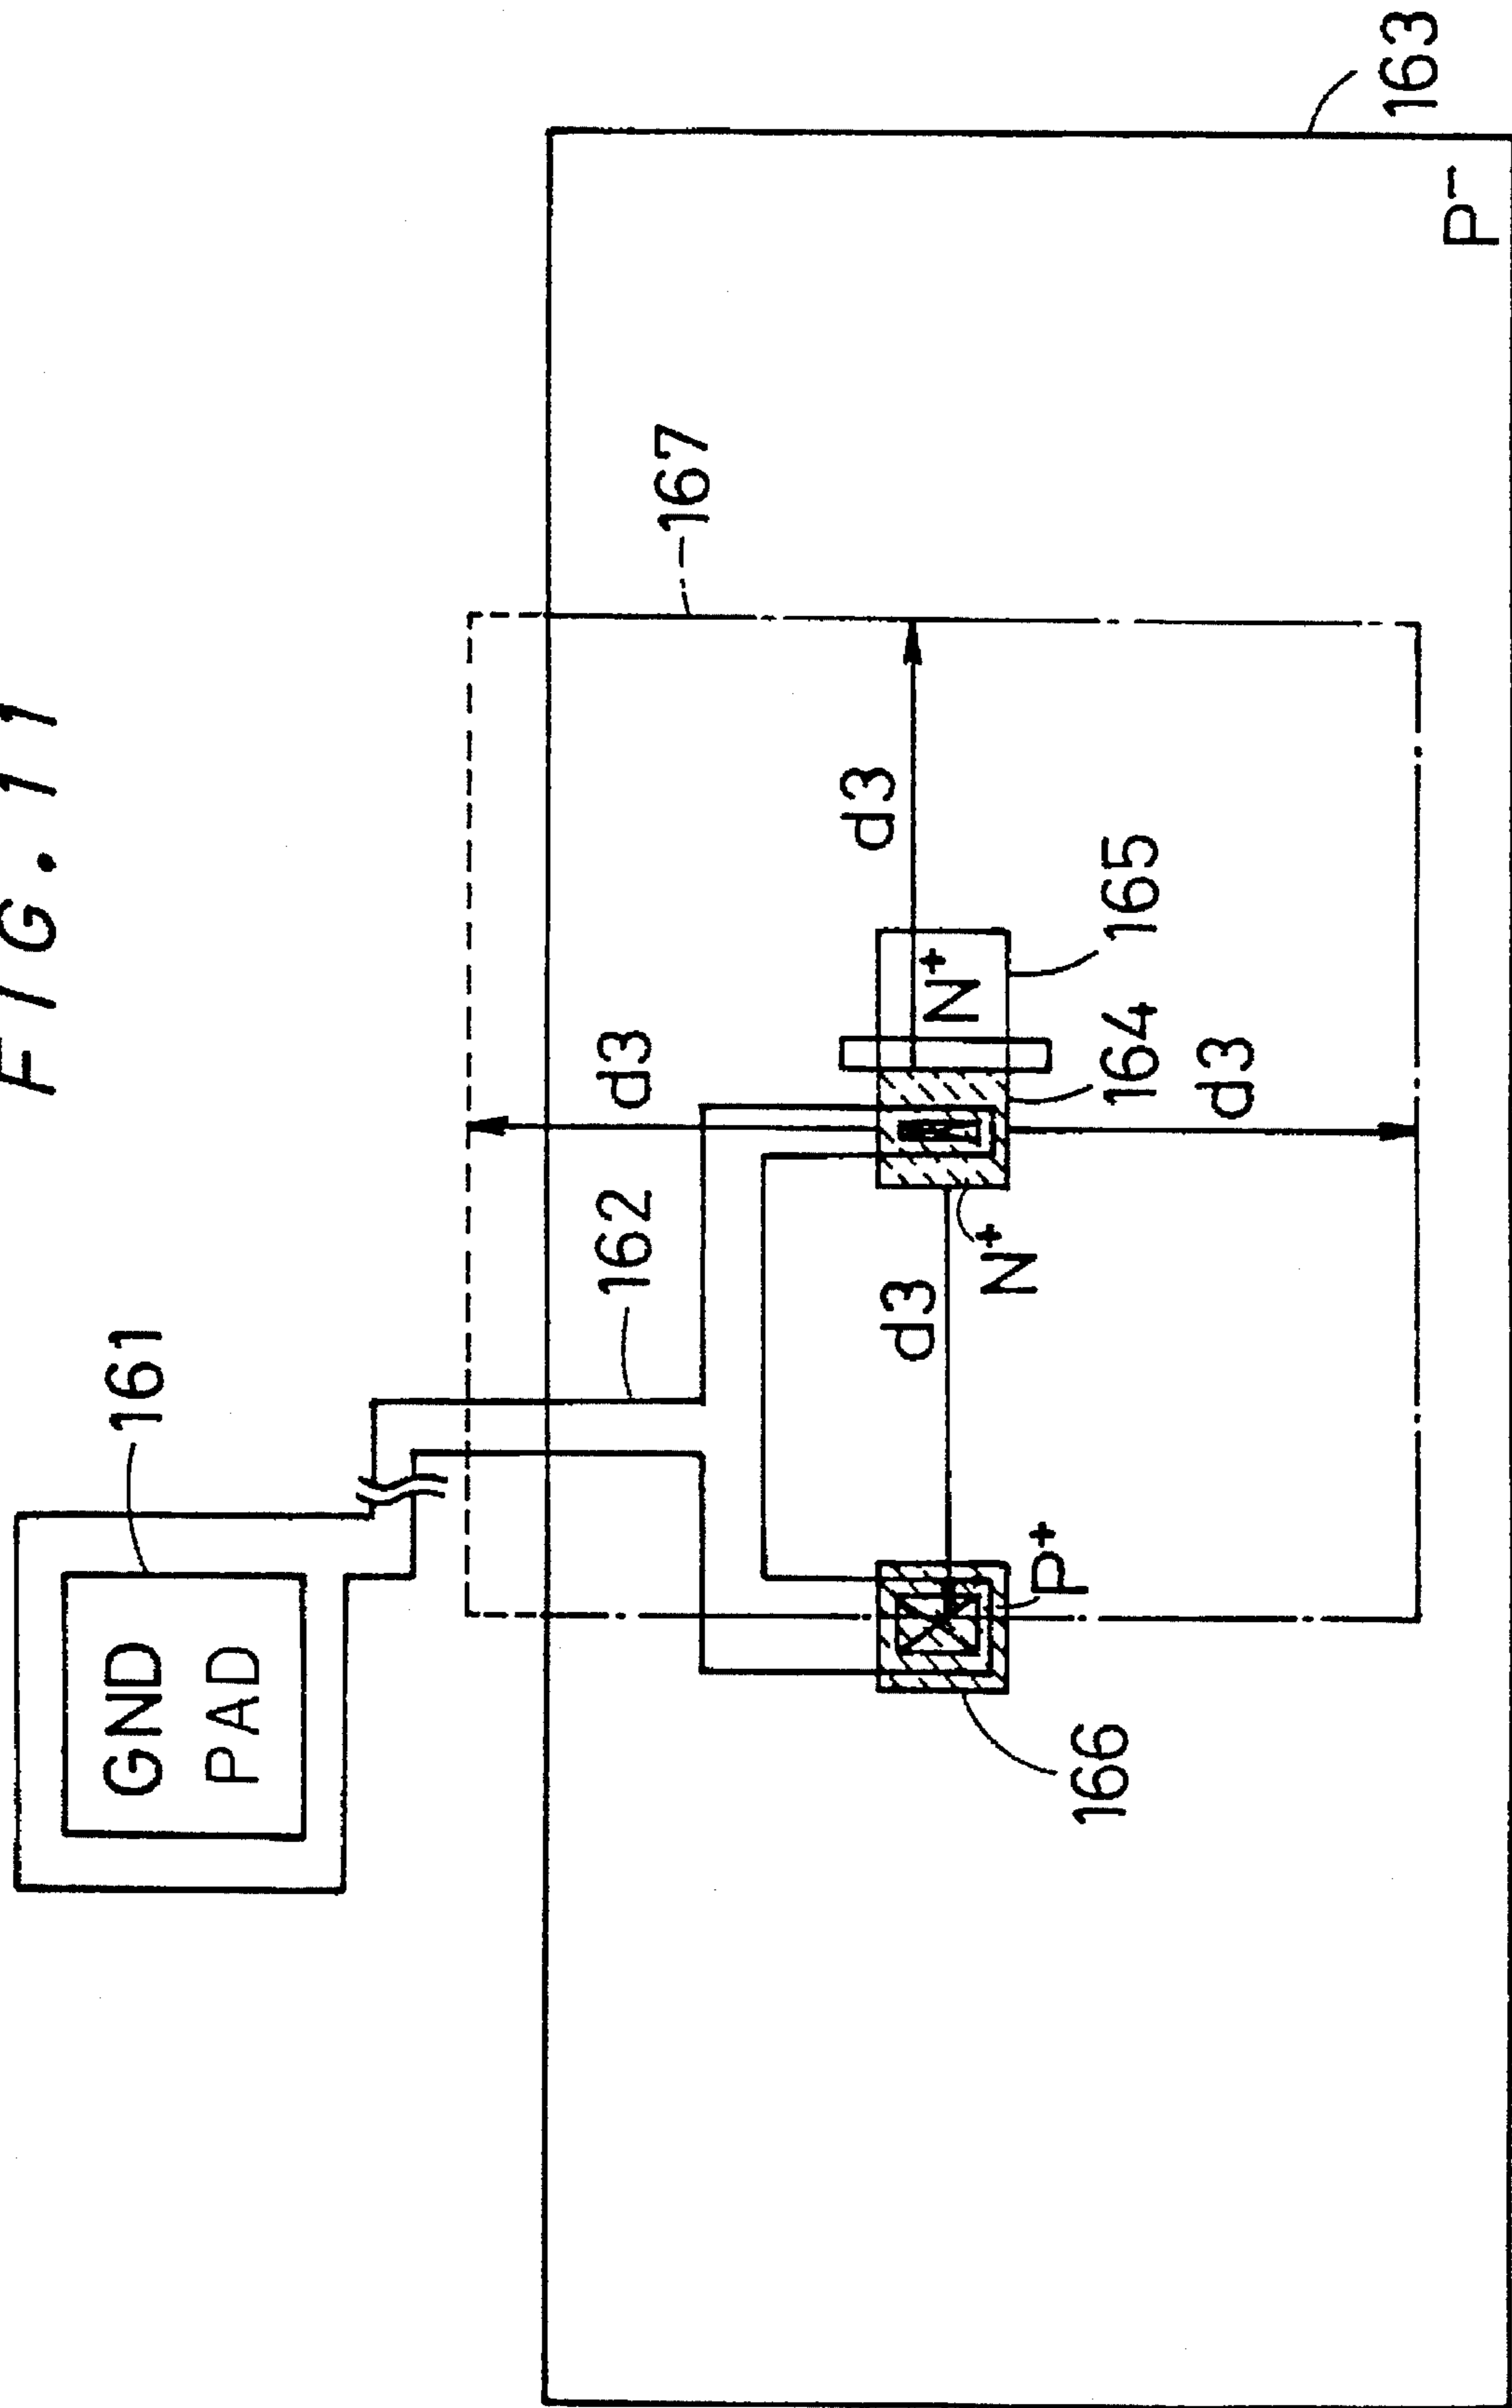 FIG.11
GND
PAD
161
162
163
P⁻
167
d3
d3
d3
d3
N⁺
165
164
N⁺
P⁺
166